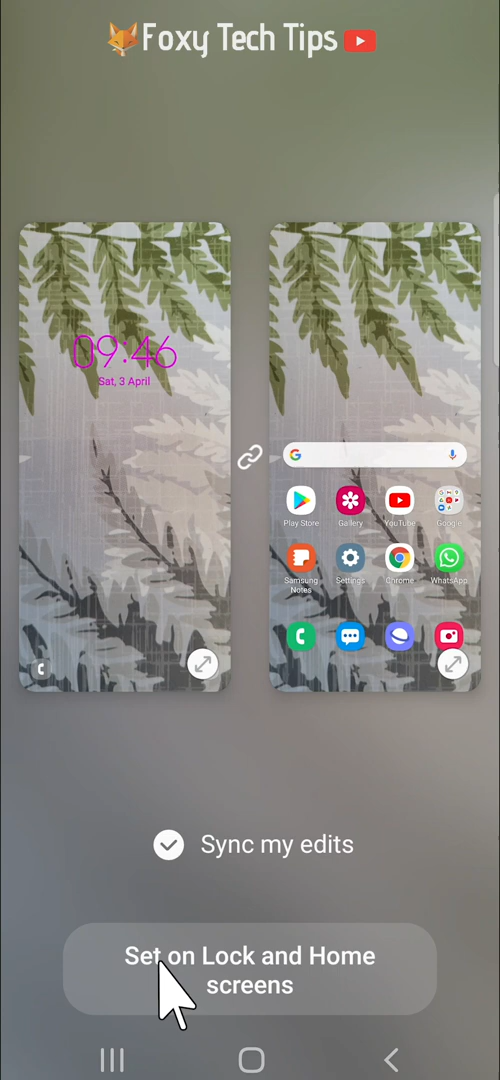 Foxy Tech Tips
09:46
Sat, 3 April
Play Store
Gallery
YouTube
Google
Samsung
Notes
Settings
Chrome
WhatsApp
Sync my edits
Set on Lock and Home
screens